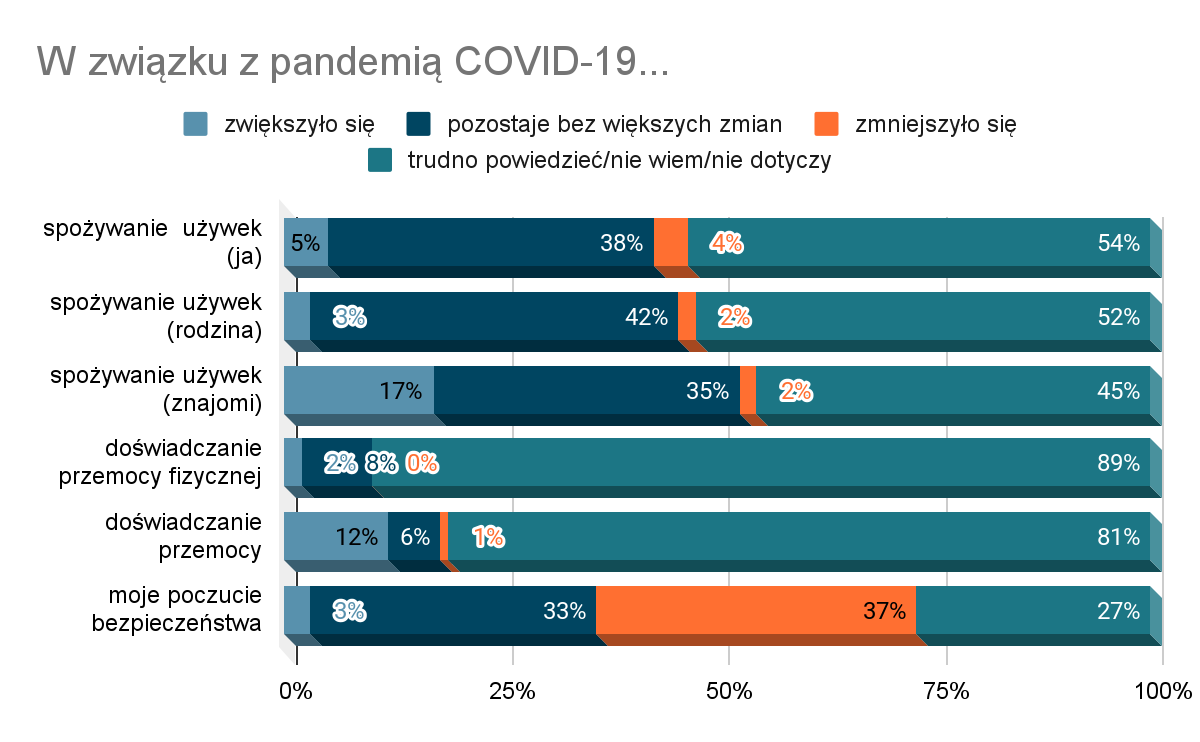 W związku z pandemią COVID-19...
zwiększyło się pozostaje bez większych zmian zmniejszyło się
trudno powiedzieć/nie wiem/nie dotyczy
spożywanie używek
(ja)
5% 38% 4% 54%
spożywanie używek
(rodzina)
3% 42% 2% 52%
spożywanie używek
(znajomi)
17% 35% 2% 45%
doświadczanie
przemocy fizycznej
2% 8% 0% 89%
doświadczanie
przemocy
12% 6% 1% 81%
moje poczucie
bezpieczeństwa
3% 33% 37% 27%
0% 25% 50% 75% 100%